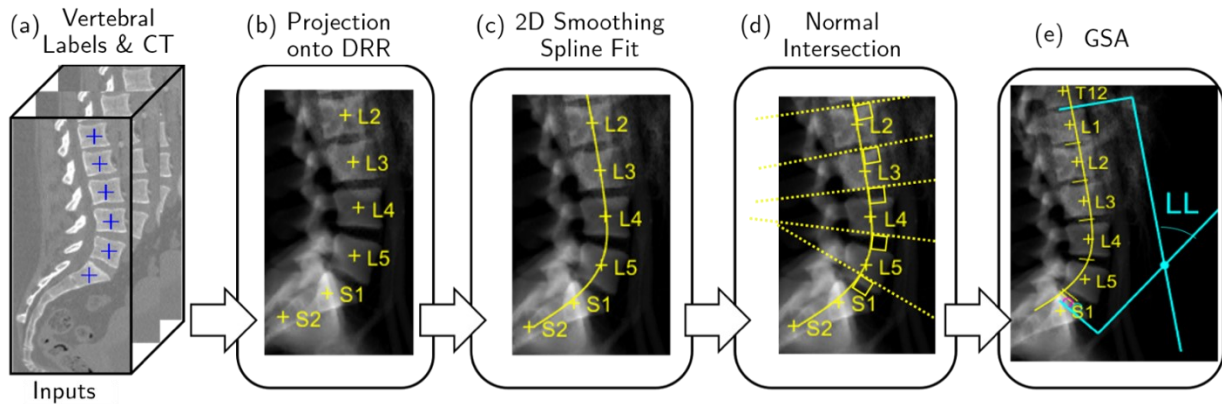 (a) Vertebral
Labels & CT
Inputs
(b) Projection
onto DRR
L2
L3
L4
L5
S1
S2
(c) 2D Smoothing
Spline Fit
L2
L3
L4
L5
S1
S2
(d) Normal
Intersection
L2
L3
L4
L5
S1
S2
(e) GSA
T12
L1
L2
L3
L4
L5
S1
LL